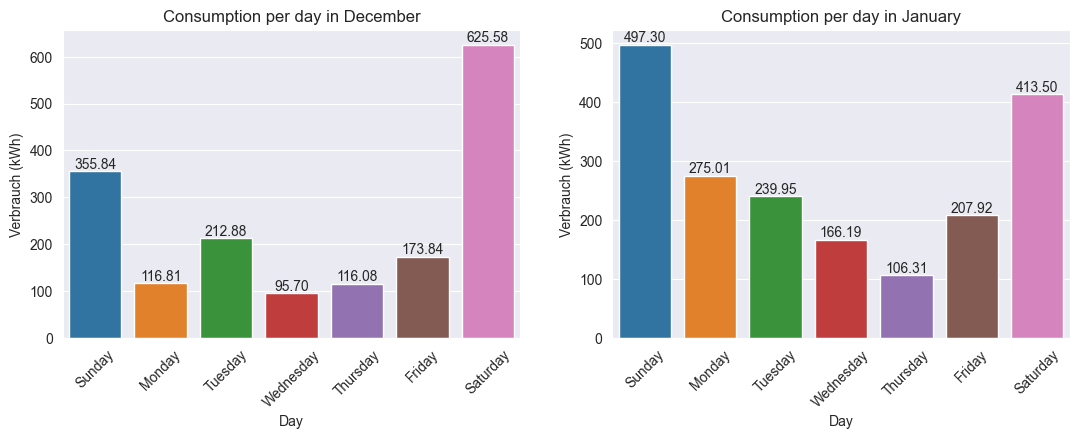 Consumption per day in December
Verbrauch (kWh)
600
500
400
300
200
100
0
355.84
116.81
212.88
95.70
116.08
173.84
625.58
Sunday
Monday
Tuesday
Wednesday
Thursday
Friday
Saturday
Day
Consumption per day in January
Verbrauch (kWh)
500
400
300
200
100
0
497.30
275.01
239.95
166.19
106.31
207.92
413.50
Sunday
Monday
Tuesday
Wednesday
Thursday
Friday
Saturday
Day